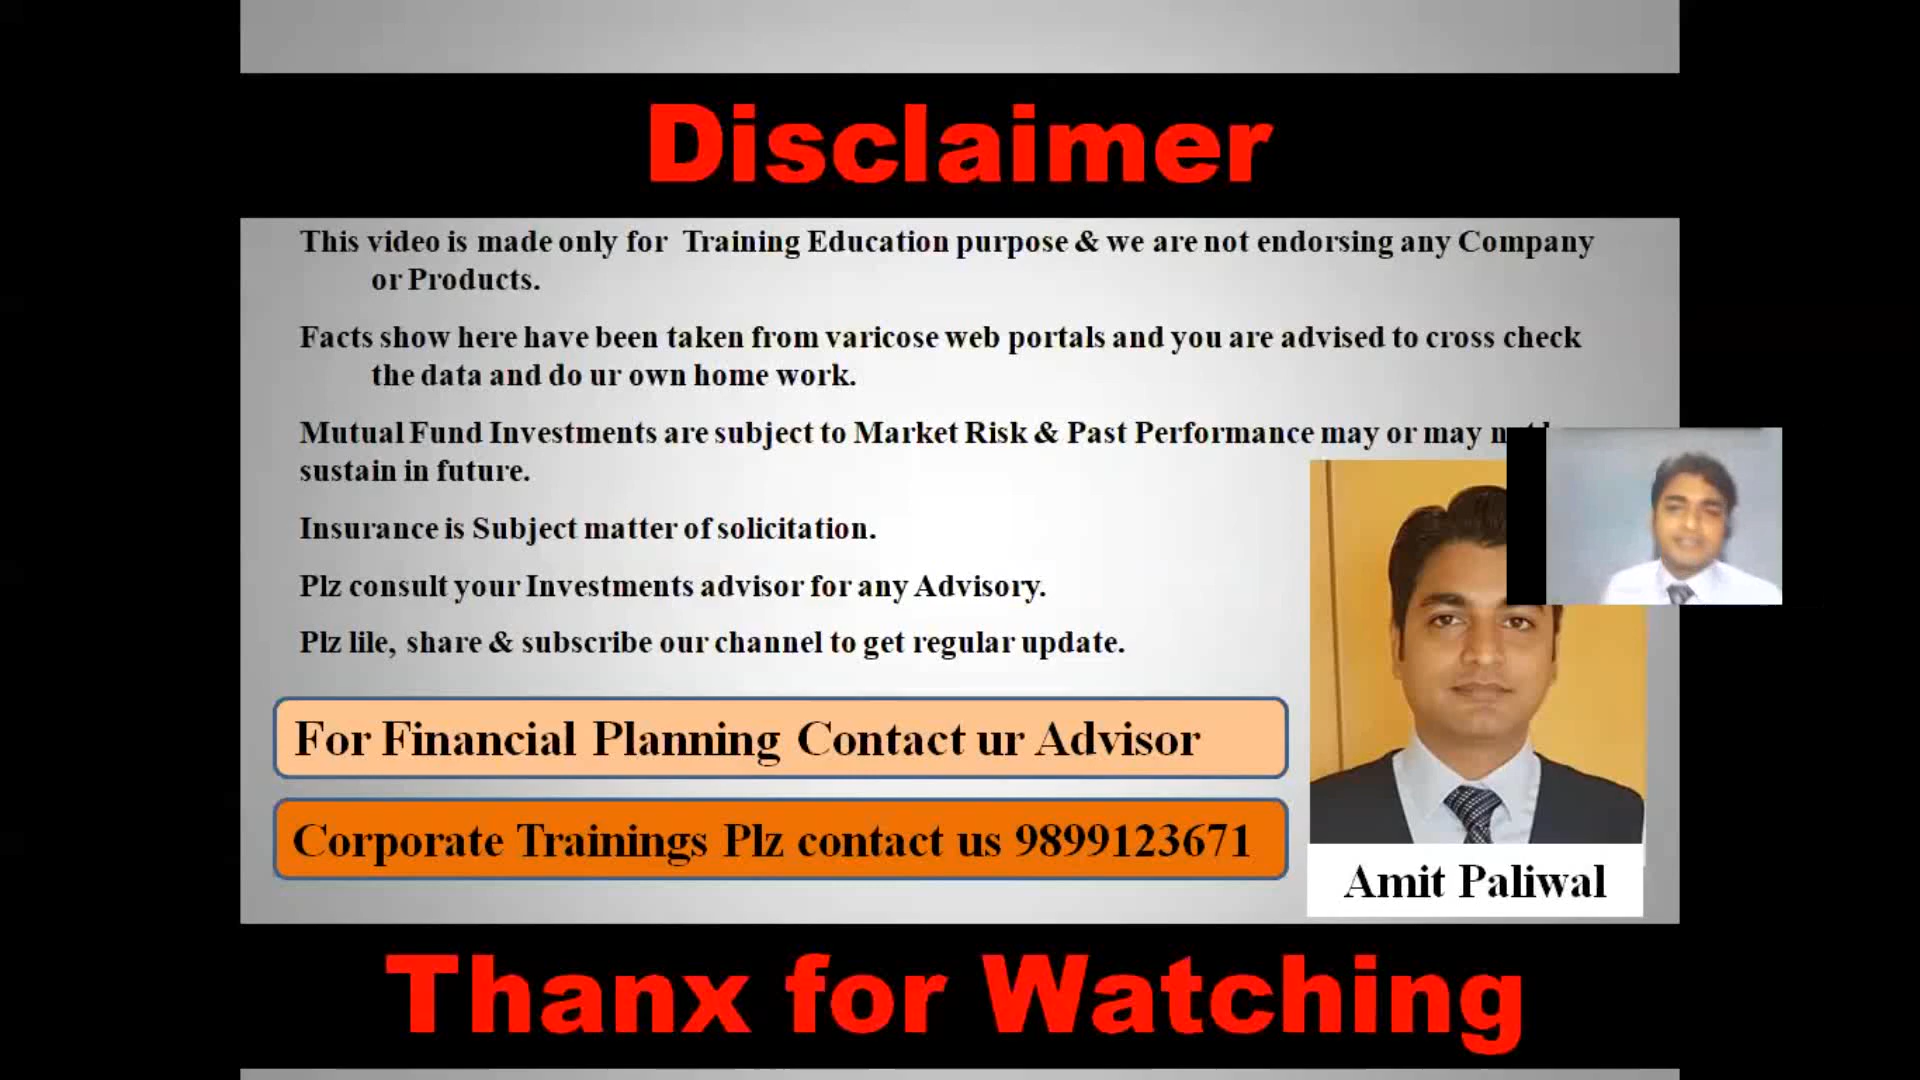 Disclaimer
This video is made only for Training Education purpose & we are not endorsing any Company
or Products.
Facts show here have been taken from varicose web portals and you are advised to cross check
the data and do ur own home work.
Mutual Fund Investments are subject to Market Risk & Past Performance may or may
sustain in future.
Insurance is Subject matter of solicitation.
Plz consult your Investments advisor for any Advisory.
Plz lile, share & subscribe our channel to get regular update.
For Financial Planning Contact ur Advisor
Corporate Trainings Plz contact us 9899123671
Amit Paliwal
Thanx for Watching